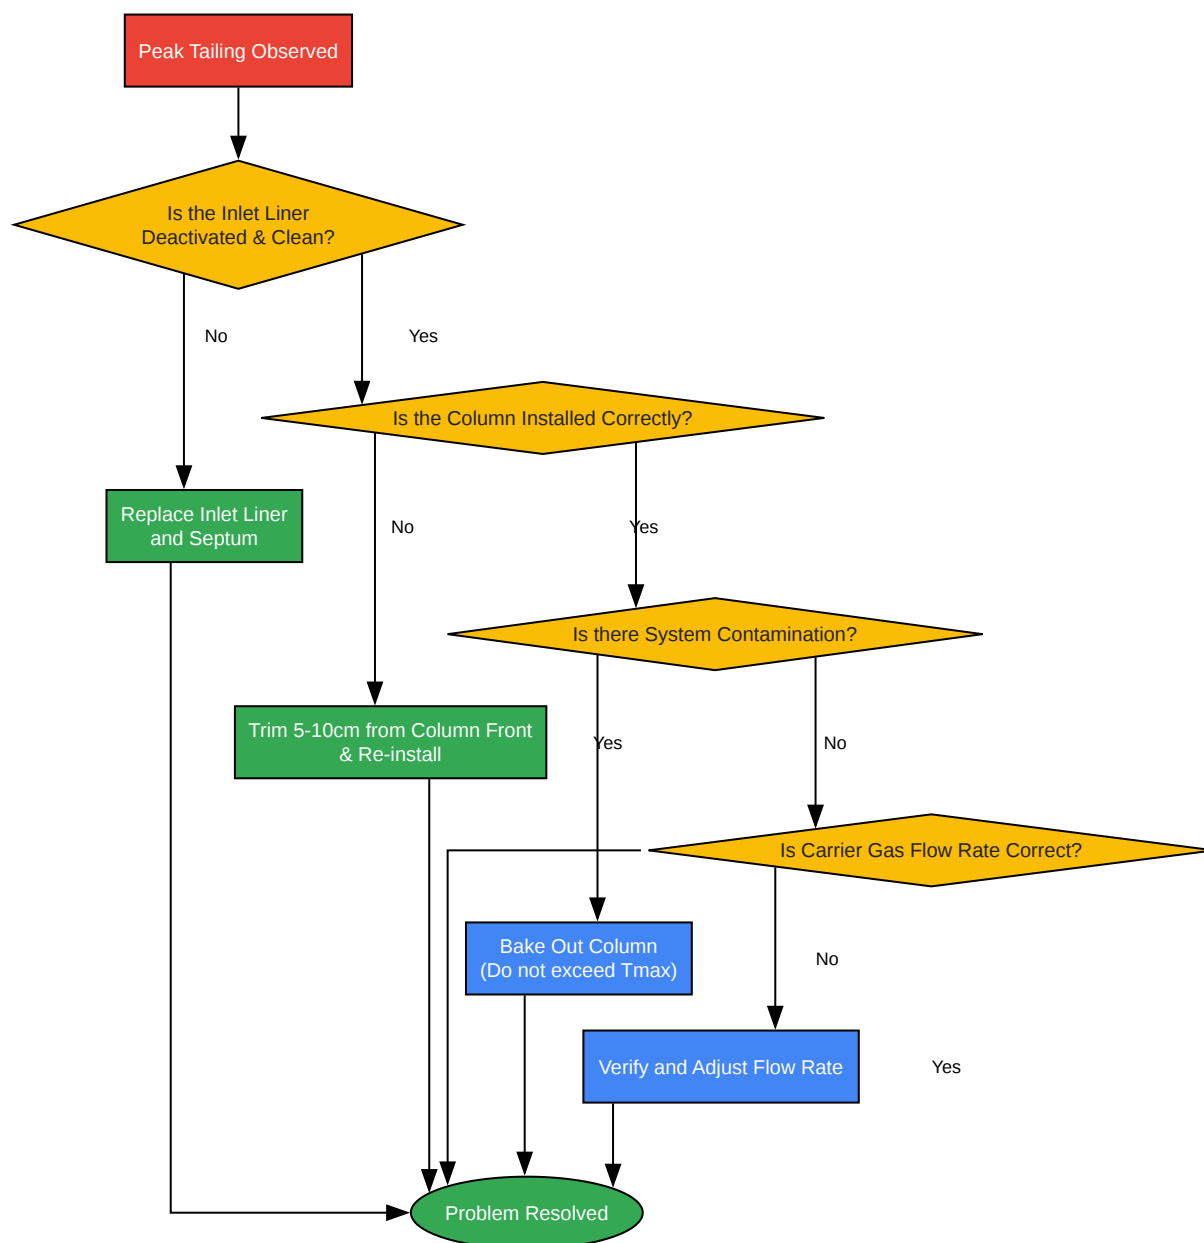 Peak Tailing Observed
Is the Inlet Liner
Deactivated & Clean?
No
Yes
Is the Column Installed Correctly?
Replace Inlet Liner
and Septum
No
Yes
Is there System Contamination?
Trim 5-10cm from Column Front
& Re-install
Yes
No
Is Carrier Gas Flow Rate Correct?
Bake Out Column
(Do not exceed Tmax)
No
Verify and Adjust Flow Rate
Yes
Problem Resolved